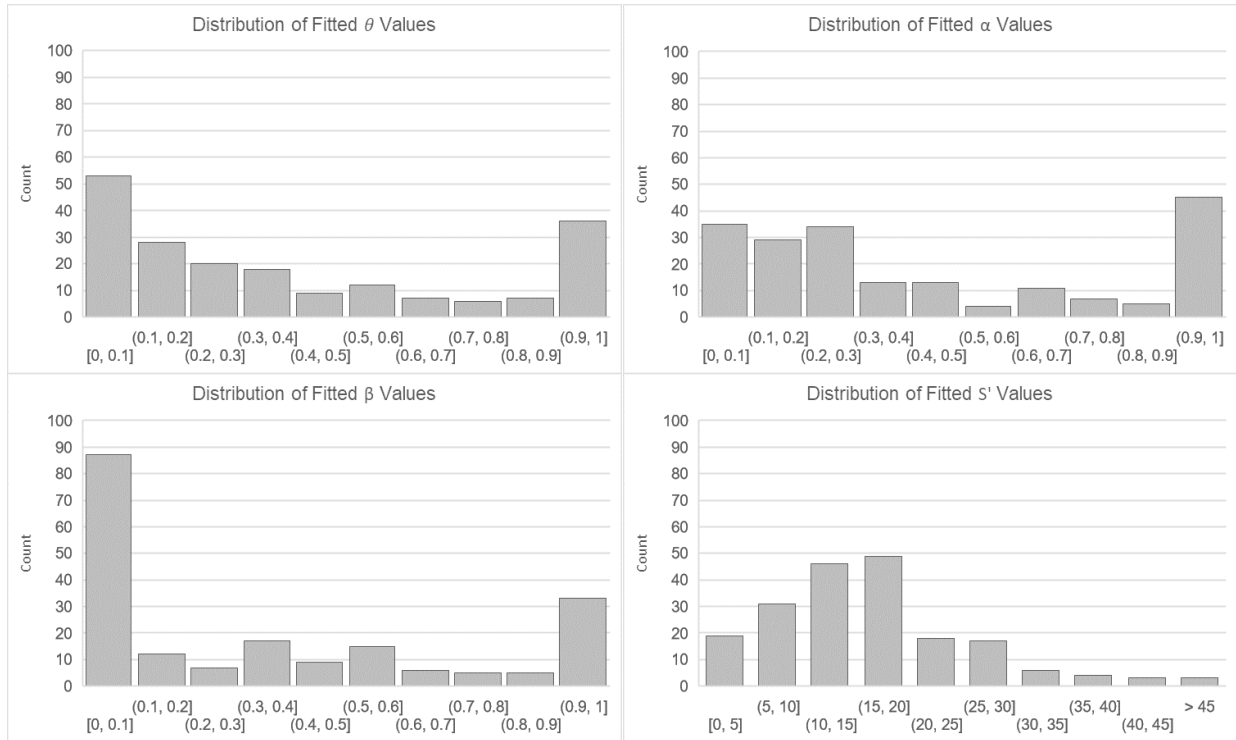 Distribution of Fitted θ Values
100
90
80
70
60
50
40
30
20
10
0
Count
(0.1, 0.2] (0.3, 0.4] (0.5, 0.6] (0.7, 0.8] (0.9, 1]
[0, 0.1] (0.2, 0.3] (0.4, 0.5] (0.6, 0.7] (0.8, 0.9]
Distribution of Fitted α Values
100
90
80
70
60
50
40
30
20
10
0
Count
(0.1, 0.2] (0.3, 0.4] (0.5, 0.6] (0.7, 0.8] (0.9, 1]
[0, 0.1] (0.2, 0.3] (0.4, 0.5] (0.6, 0.7] (0.8, 0.9]
Distribution of Fitted β Values
100
90
80
70
60
50
40
30
20
10
0
Count
(0.1, 0.2] (0.3, 0.4] (0.5, 0.6] (0.7, 0.8] (0.9, 1]
[0, 0.1] (0.2, 0.3] (0.4, 0.5] (0.6, 0.7] (0.8, 0.9]
Distribution of Fitted S' Values
100
90
80
70
60
50
40
30
20
10
0
Count
(5, 10] (15, 20] (25, 30] (35, 40] > 45
[0, 5] (10, 15] (20, 25] (30, 35] (40, 45]